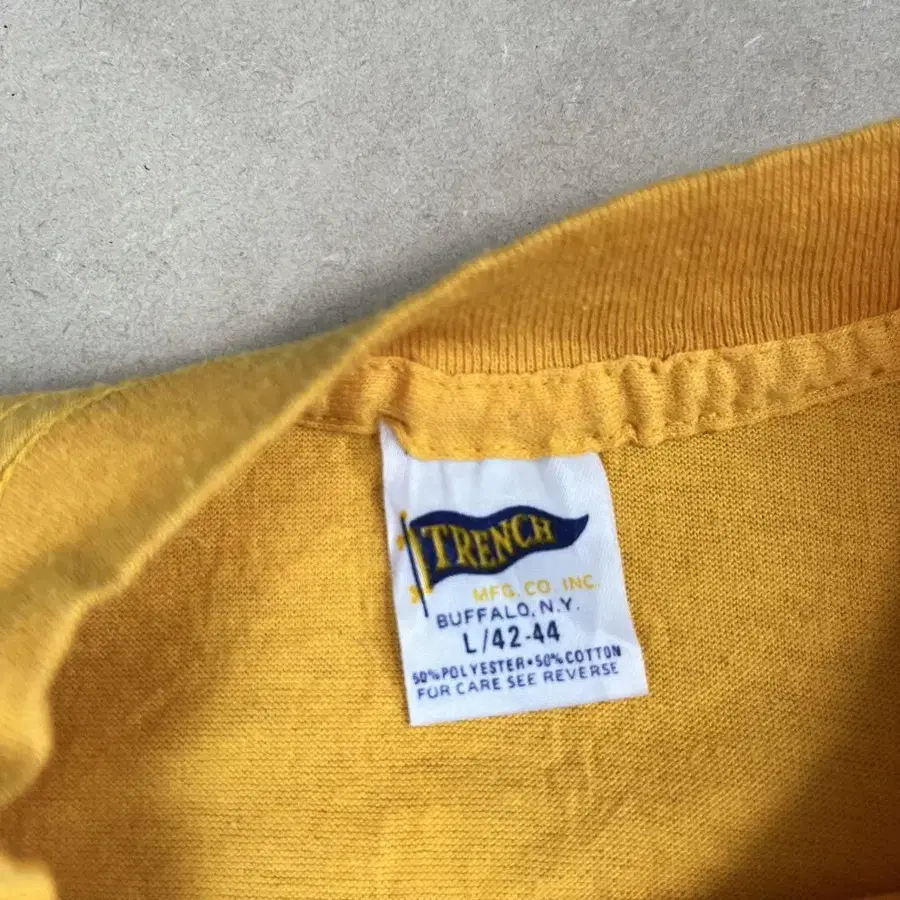 TRENCH
MFG. CO. INC.
BUFFALO, N.Y.
L/42-44
50% POLYESTER • 50% COTTON
FOR CARE SEE REVERSE